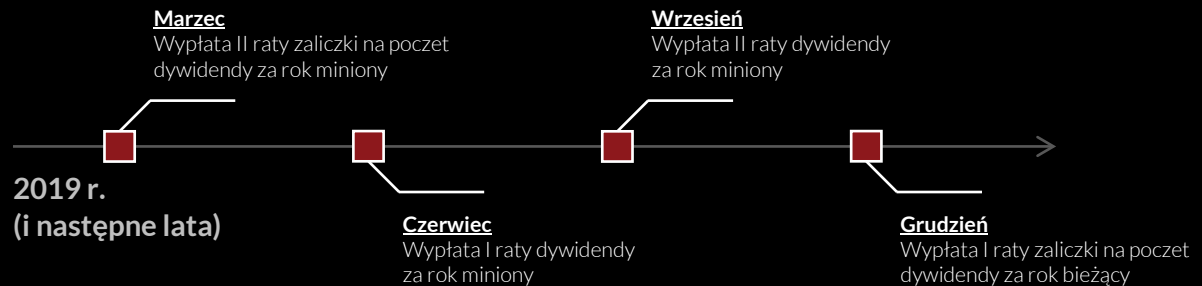 Marzec
Wypłata II raty zaliczki na poczet
dywidendy za rok miniony
Wrzesień
Wypłata II raty dywidendy
za rok miniony
2019 r.
(i następne lata)
Czerwiec
Wypłata I raty dywidendy
za rok miniony
Grudzień
Wypłata I raty zaliczki na poczet
dywidendy za rok bieżący